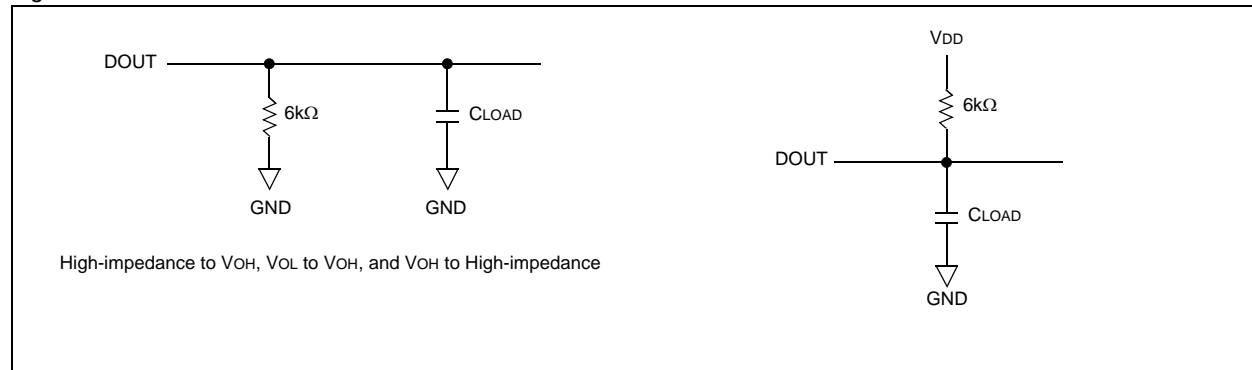 DOUT
6kΩ
CLOAD
GND
GND
High-impedance to VOH, VOL to VOH, and VOH to High-impedance
VDD
6kΩ
DOUT
CLOAD
GND